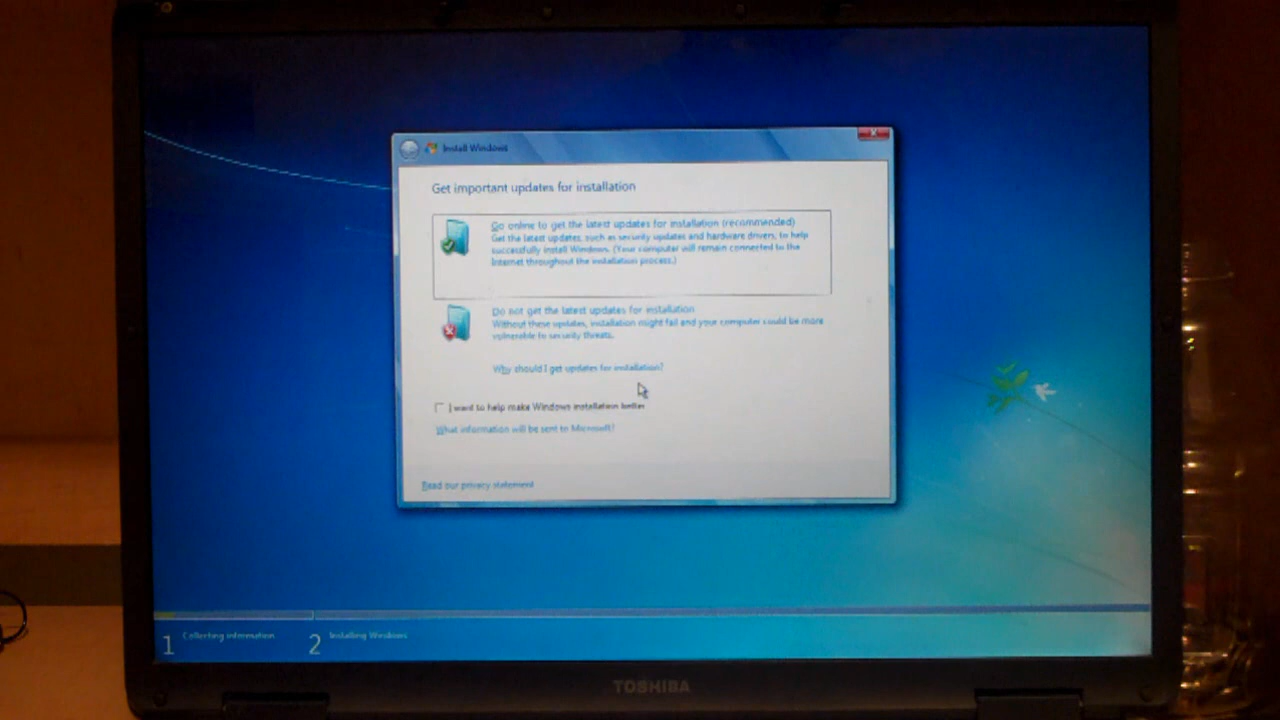 Install Windows
Get important updates for installation
Go online to get the latest updates for installation (recommended)
Get the latest updates, such as security updates and hardware drivers, to help
successfully install Windows. (Your computer will remain connected to the
Internet throughout the installation process.)
Do not get the latest updates for installation
Without these updates, installation might fail and your computer could be more
vulnerable to security threats.
Why should I get updates for installation?
I want to help make Windows installation better
What information will be sent to Microsoft?
Read our privacy statement
1 Collecting information 2 Installing Windows
TOSHIBA